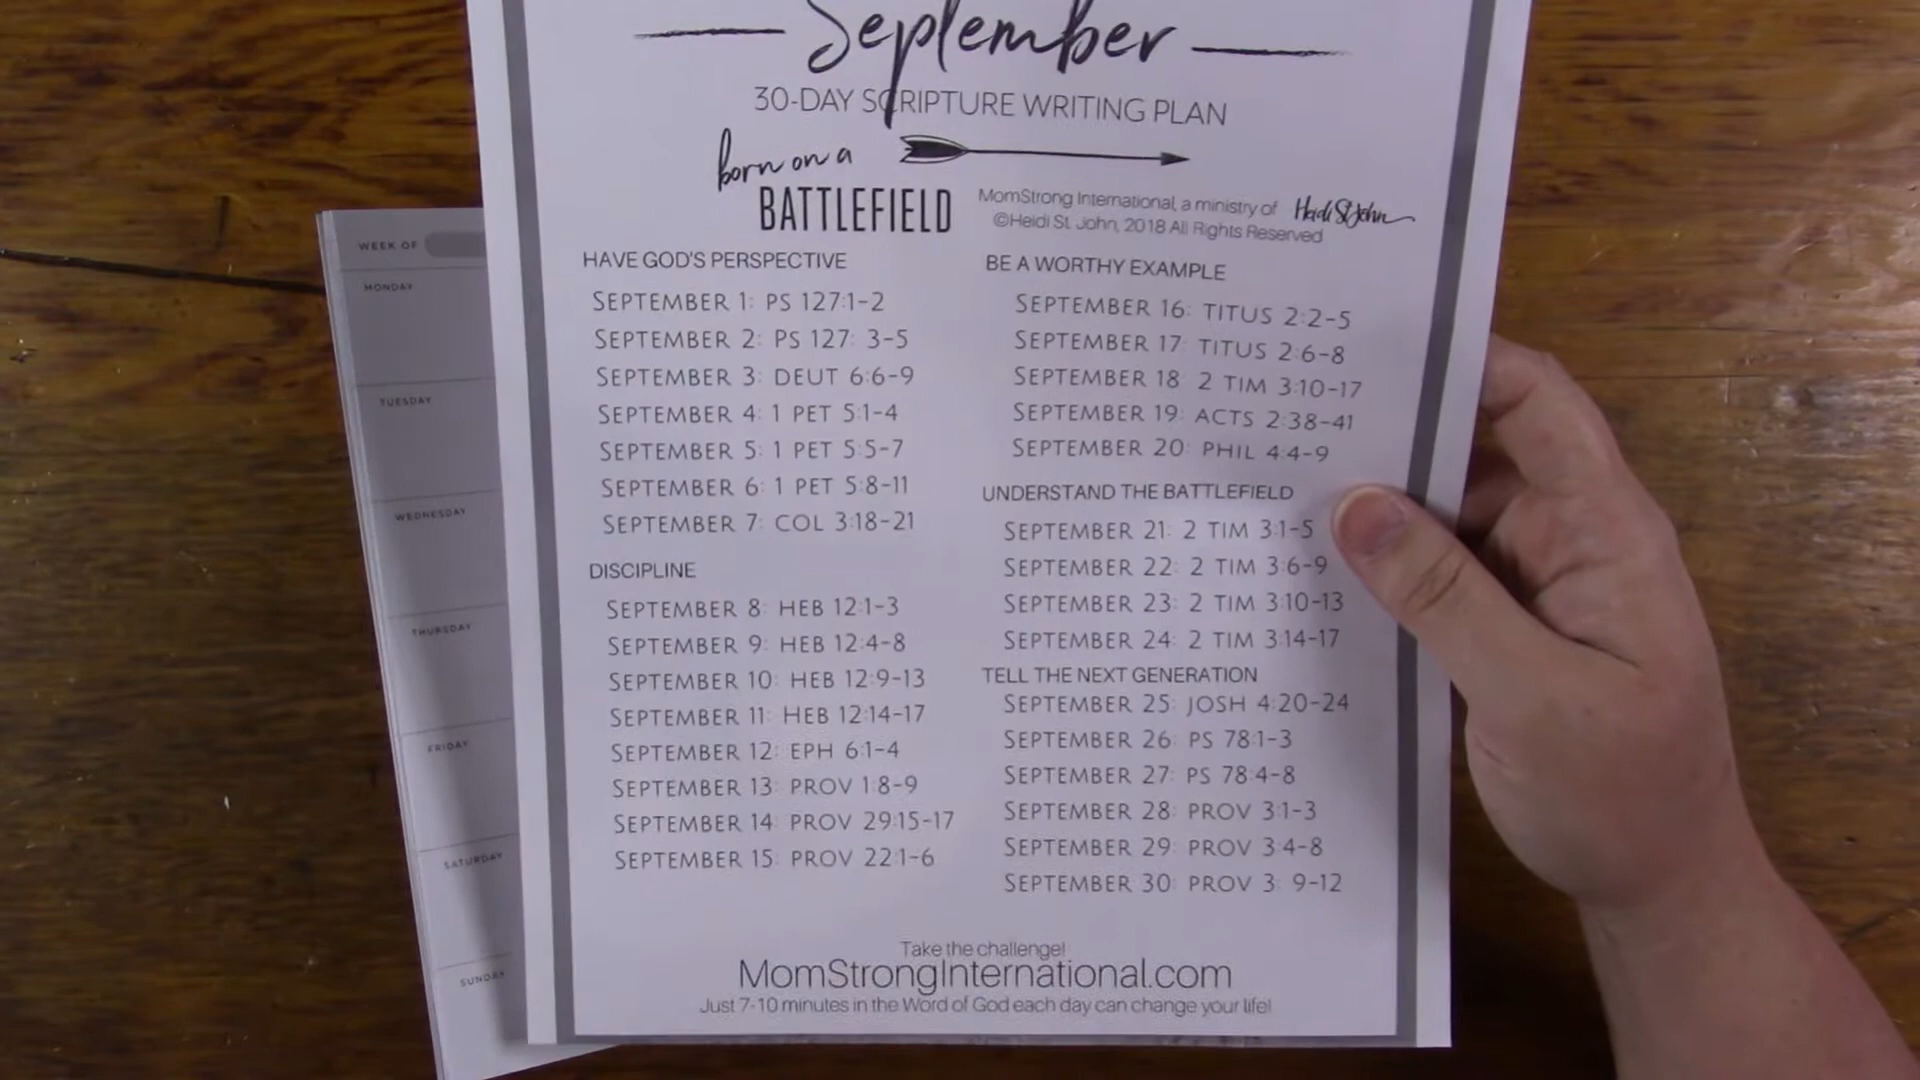 September
30-DAY SCRIPTURE WRITING PLAN
born on a
BATTLEFIELD
MomStrong International, a ministry of Heidi St John
©Heidi St. John, 2018 All Rights Reserved
HAVE GOD'S PERSPECTIVE
SEPTEMBER 1: PS 127:1-2
SEPTEMBER 2: PS 127: 3-5
SEPTEMBER 3: DEUT 6:6-9
SEPTEMBER 4: 1 PET 5:1-4
SEPTEMBER 5: 1 PET 5:5-7
SEPTEMBER 6: 1 PET 5:8-11
SEPTEMBER 7: COL 3:18-21
DISCIPLINE
SEPTEMBER 8: HEB 12:1-3
SEPTEMBER 9: HEB 12:4-8
SEPTEMBER 10: HEB 12:9-13
SEPTEMBER 11: HEB 12:14-17
SEPTEMBER 12: EPH 6:1-4
SEPTEMBER 13: PROV 1:8-9
SEPTEMBER 14: PROV 29:15-17
SEPTEMBER 15: PROV 22:1-6
BE A WORTHY EXAMPLE
SEPTEMBER 16: TITUS 2:2-5
SEPTEMBER 17: TITUS 2:6-8
SEPTEMBER 18: 2 TIM 3:10-17
SEPTEMBER 19: ACTS 2:38-41
SEPTEMBER 20: PHIL 4:4-9
UNDERSTAND THE BATTLEFIELD
SEPTEMBER 21: 2 TIM 3:1-5
SEPTEMBER 22: 2 TIM 3:6-9
SEPTEMBER 23: 2 TIM 3:10-13
SEPTEMBER 24: 2 TIM 3:14-17
TELL THE NEXT GENERATION
SEPTEMBER 25: JOSH 4:20-24
SEPTEMBER 26: PS 78:1-3
SEPTEMBER 27: PS 78:4-8
SEPTEMBER 28: PROV 3:1-3
SEPTEMBER 29: PROV 3:4-8
SEPTEMBER 30: PROV 3: 9-12
Take the challenge!
MomStrongInternational.com
Just 7-10 minutes in the Word of God each day can change your life!
WEEK OF
MONDAY
TUESDAY
WEDNESDAY
THURSDAY
FRIDAY
SATURDAY
SUNDAY